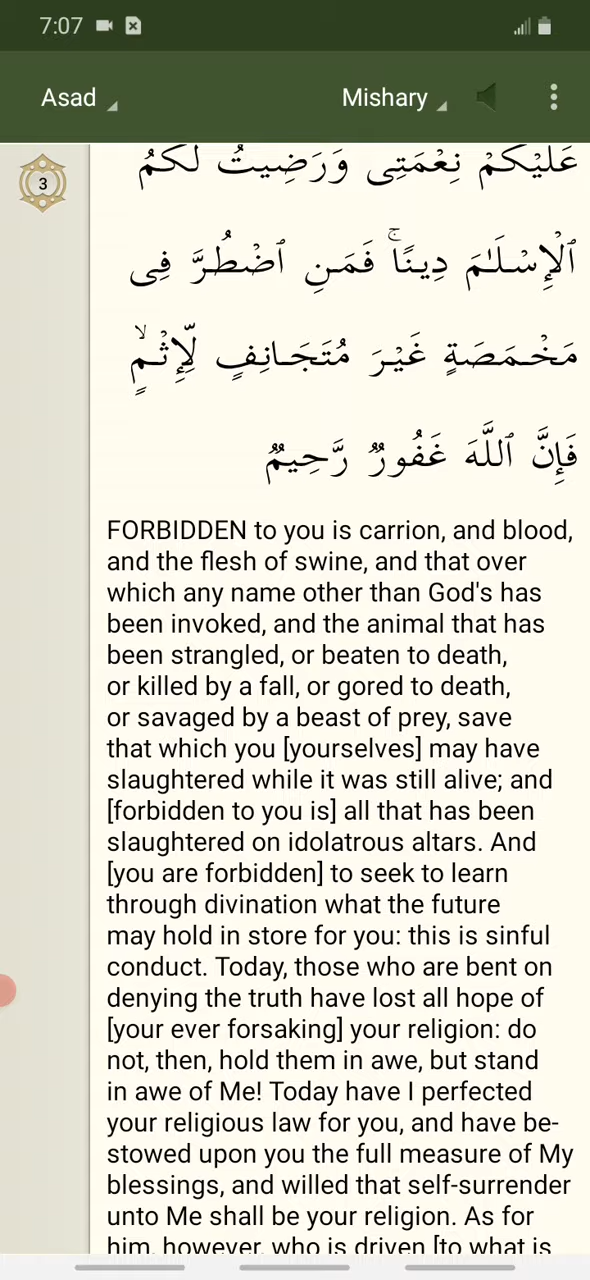 7:07
Asad
Mishary
3
عَلَيْكُمْ نِعْمَتِى وَرَضِيتُ لَكُمُ
ٱلْإِسْلَـٰمَ دِينًا ۚ فَمَنِ ٱضْطُرَّ فِى
مَخْمَصَةٍ غَيْرَ مُتَجَانِفٍ لِّإِثْمٍ ۙ
فَإِنَّ ٱللَّهَ غَفُورٌ رَّحِيمٌ
FORBIDDEN to you is carrion, and blood,
and the flesh of swine, and that over
which any name other than God's has
been invoked, and the animal that has
been strangled, or beaten to death,
or killed by a fall, or gored to death,
or savaged by a beast of prey, save
that which you [yourselves] may have
slaughtered while it was still alive; and
[forbidden to you is] all that has been
slaughtered on idolatrous altars. And
[you are forbidden] to seek to learn
through divination what the future
may hold in store for you: this is sinful
conduct. Today, those who are bent on
denying the truth have lost all hope of
[your ever forsaking] your religion: do
not, then, hold them in awe, but stand
in awe of Me! Today have I perfected
your religious law for you, and have be-
stowed upon you the full measure of My
blessings, and willed that self-surrender
unto Me shall be your religion. As for
him, however, who is driven [to what is